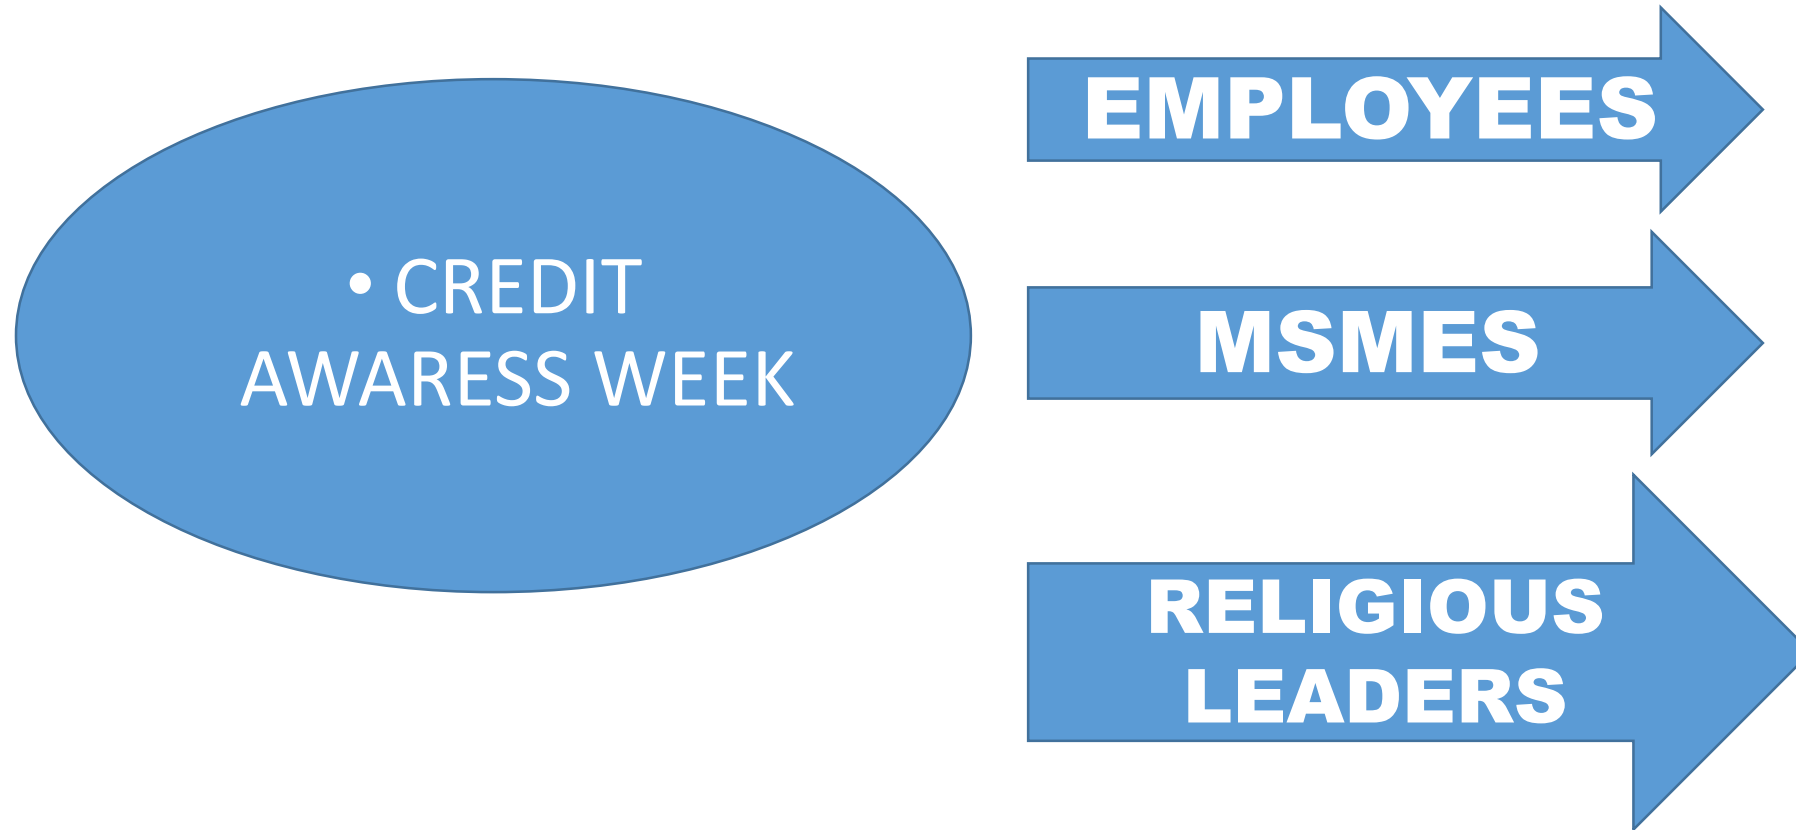 • CREDIT
AWARESS WEEK
EMPLOYEES
MSMES
RELIGIOUS
LEADERS